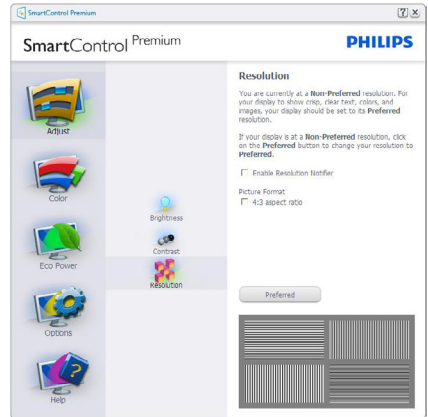 SmartControl Premium
SmartControl Premium
PHILIPS
Adjust
Color
Eco Power
Options
Help
Brightness
Contrast
Resolution
Resolution
You are currently at a Non-Preferred resolution. For
your display to show crisp, clear text, colors, and
images, your display should be set to its Preferred
resolution.
If your display is at a Non-Preferred resolution, click
on the Preferred button to change your resolution to
Preferred.
Enable Resolution Notifier
Picture Format
4:3 aspect ratio
Preferred